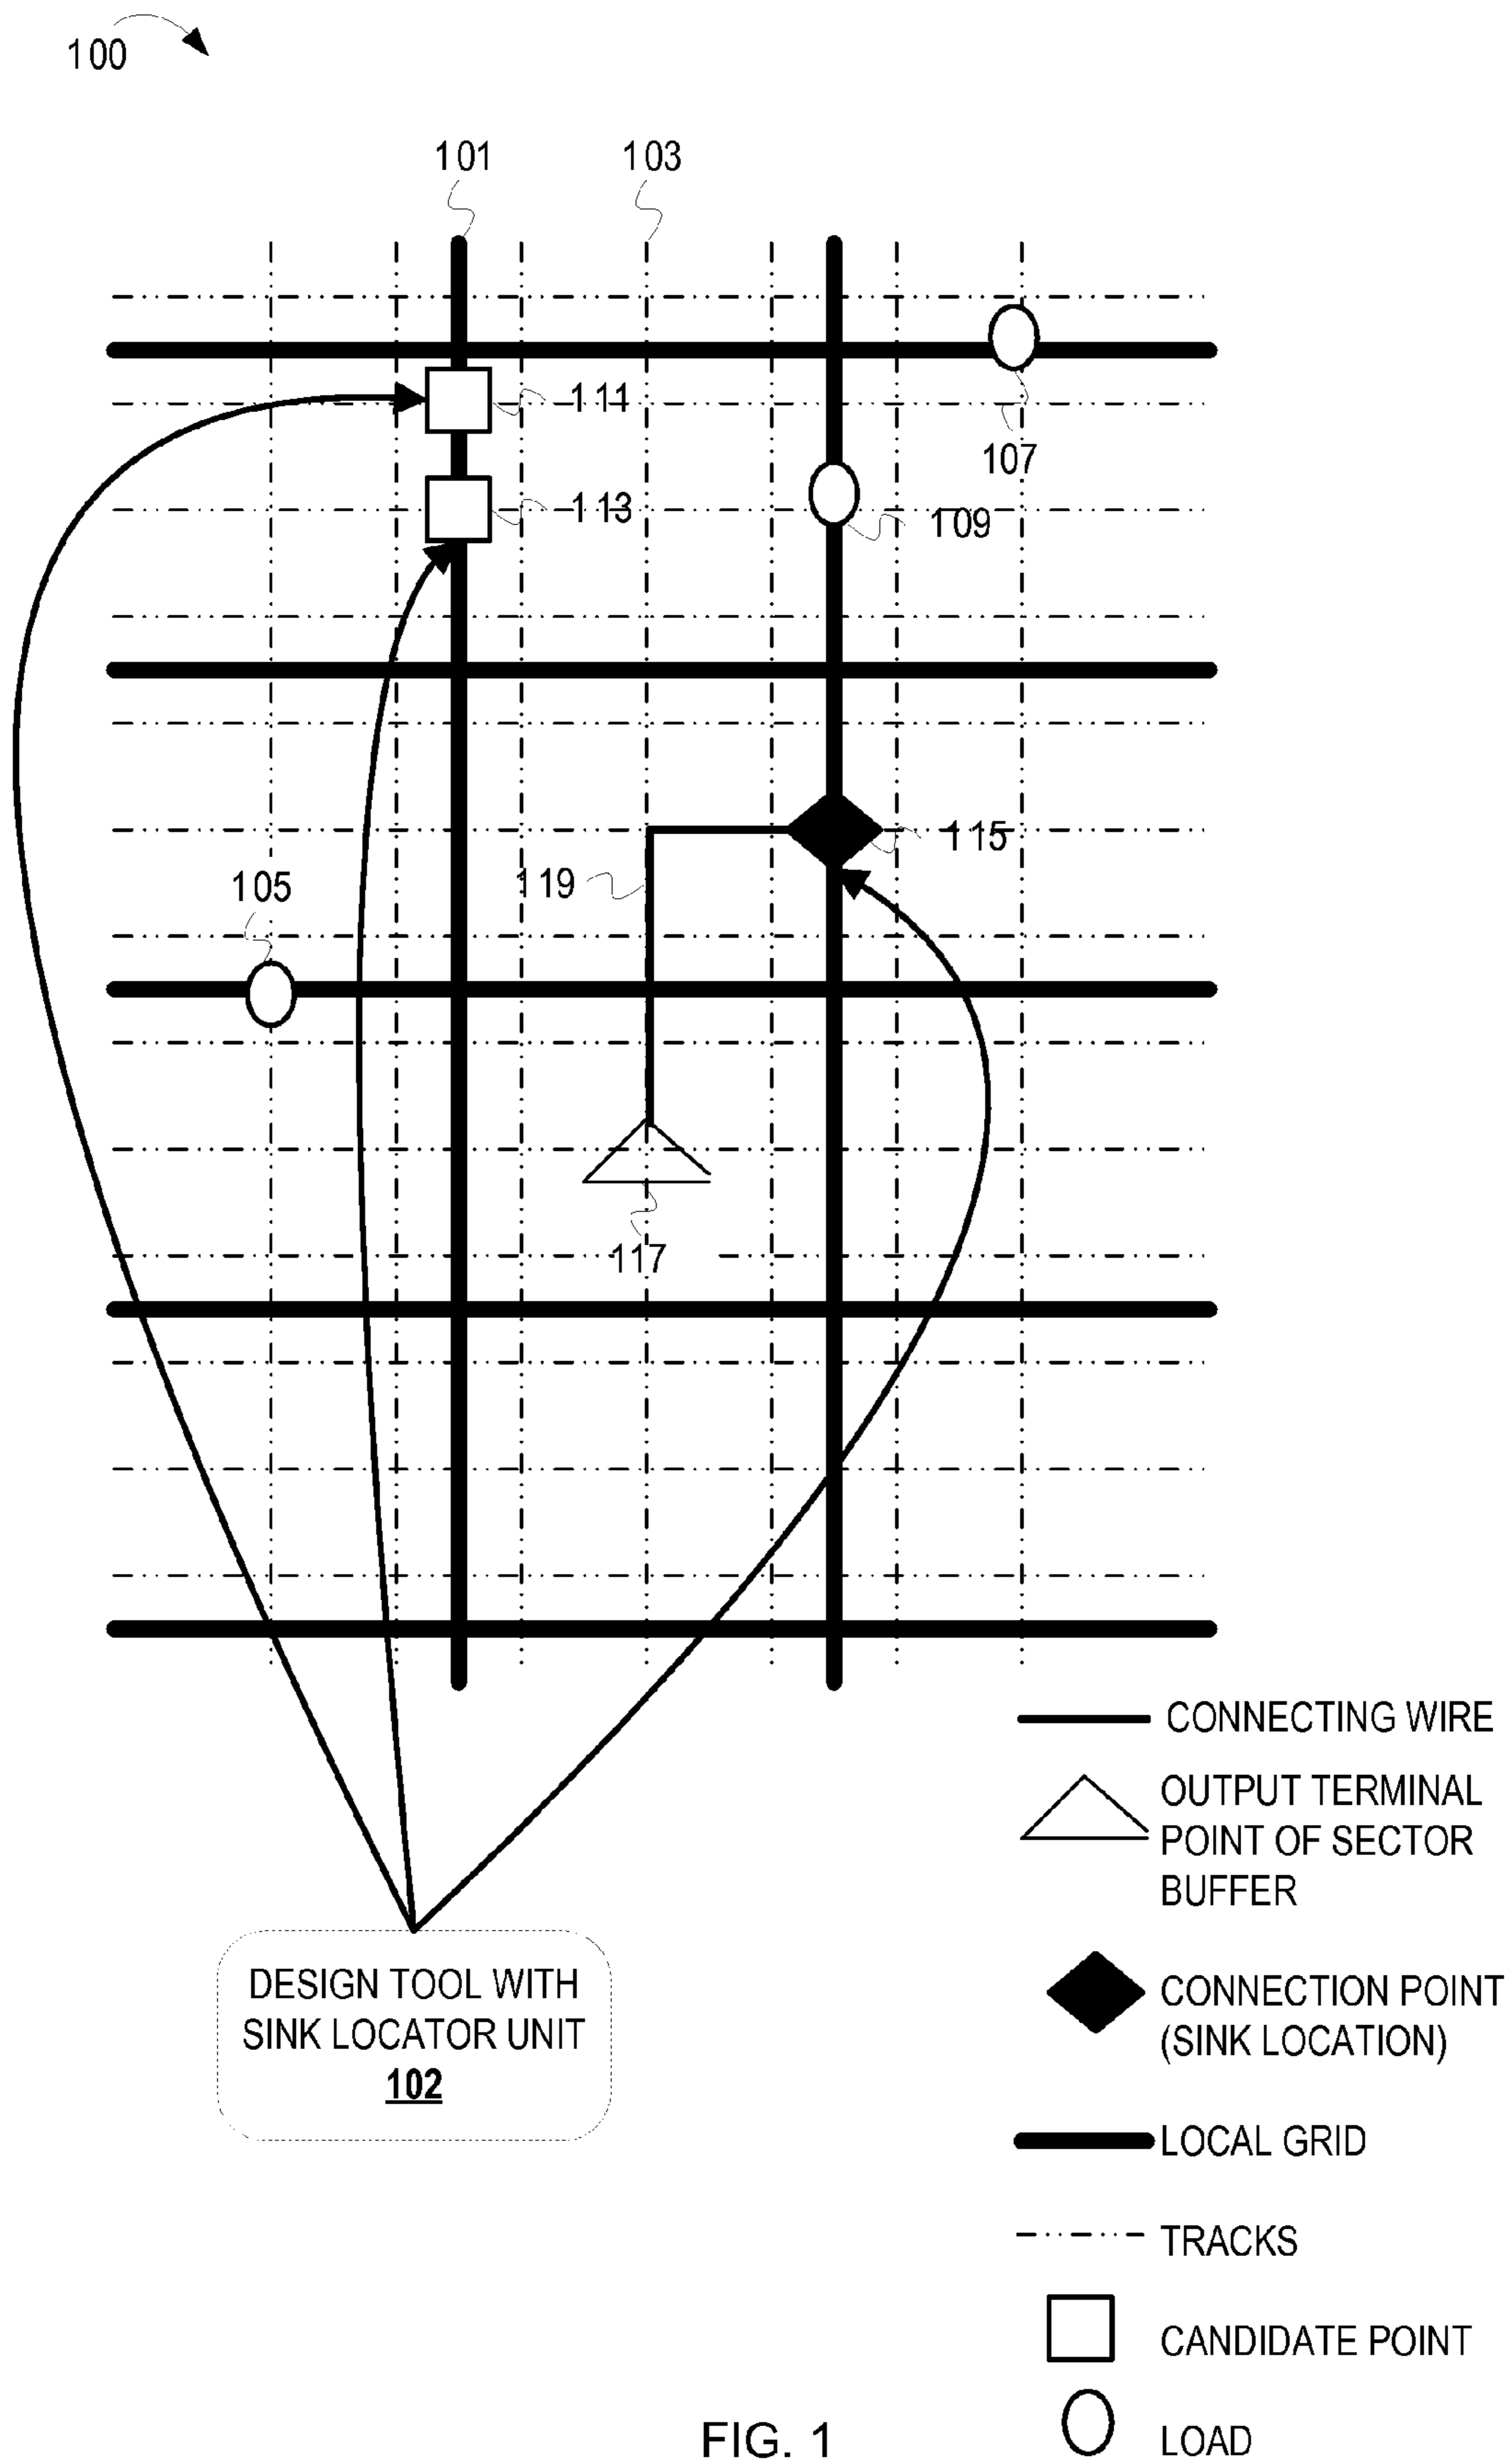 100
101
103
111
107
113
109
115
119
105
117
CONNECTING WIRE
OUTPUT TERMINAL
POINT OF SECTOR
BUFFER
DESIGN TOOL WITH
SINK LOCATOR UNIT
102
CONNECTION POINT
(SINK LOCATION)
LOCAL GRID
TRACKS
CANDIDATE POINT
LOAD
FIG. 1